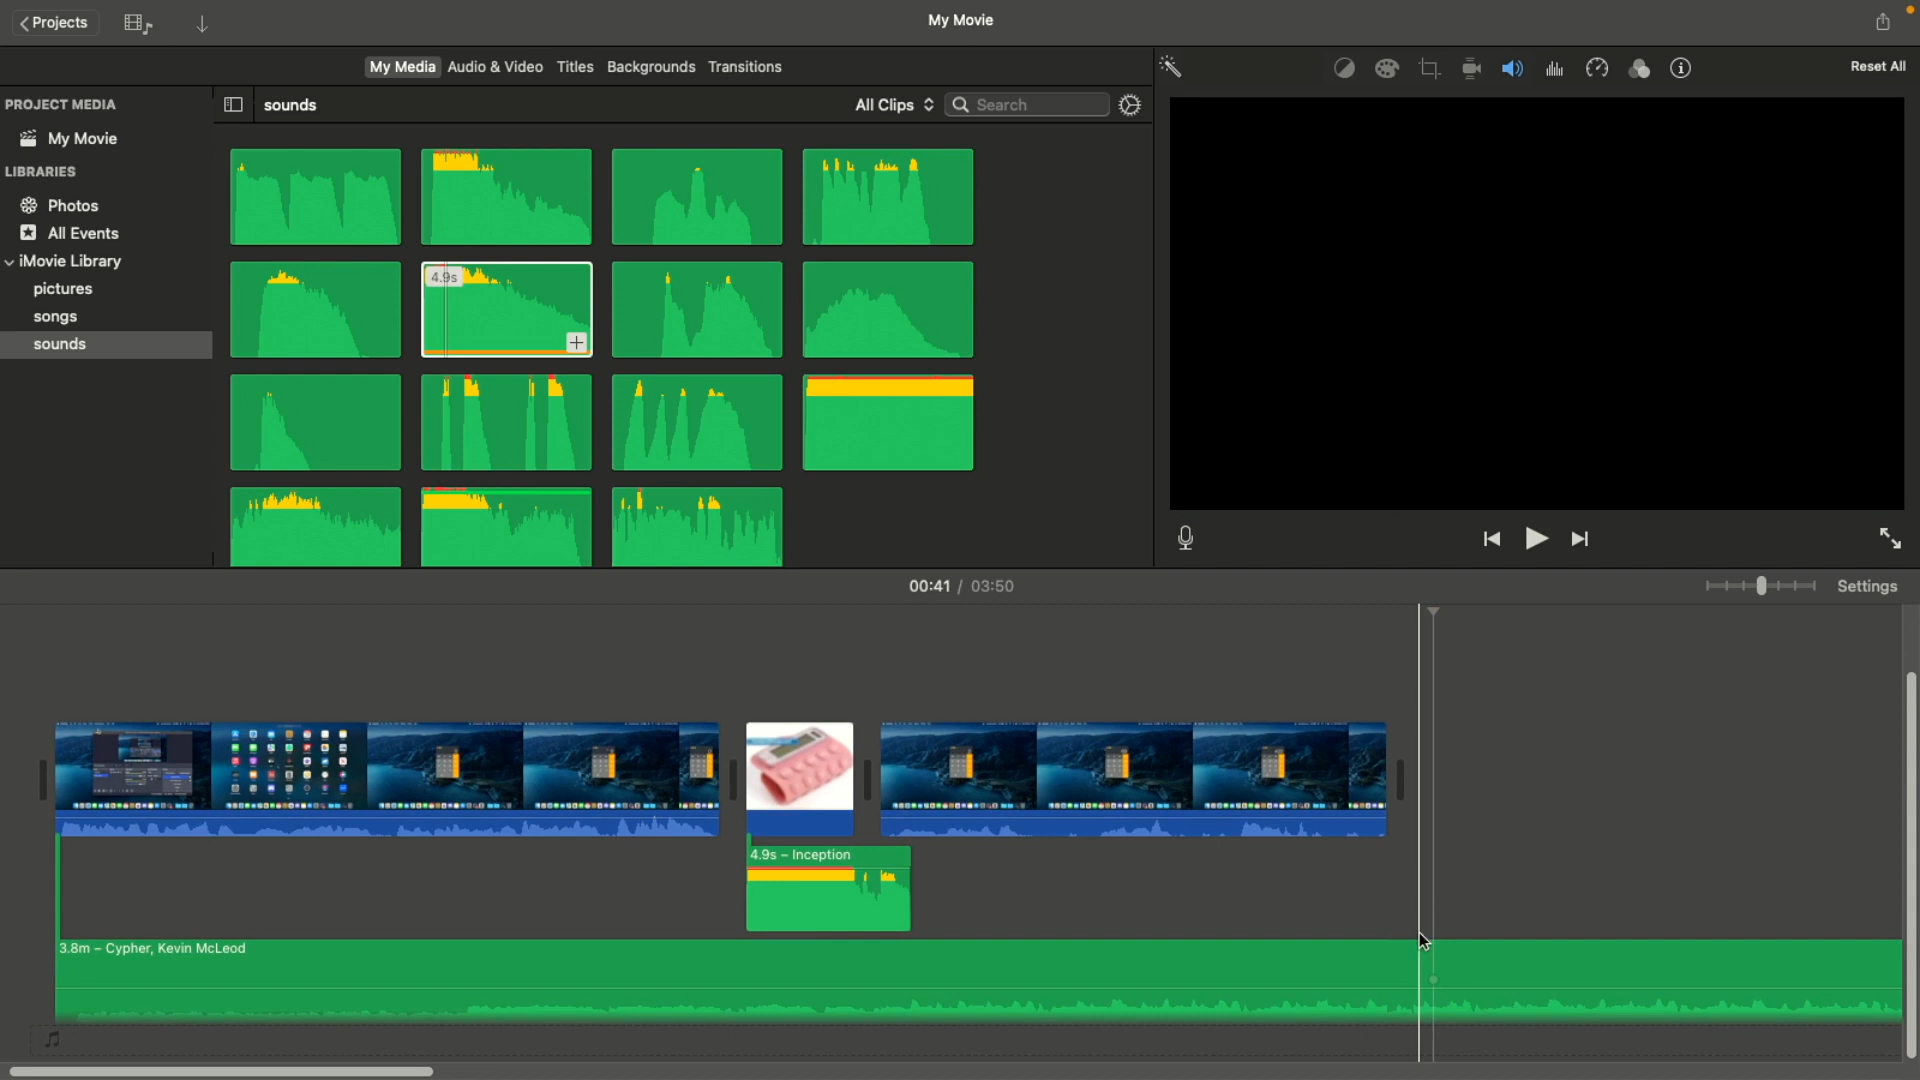 Projects
My Movie
My Media Audio & Video Titles Backgrounds Transitions
Reset All
PROJECT MEDIA
My Movie
LIBRARIES
Photos
All Events
iMovie Library
pictures
songs
sounds
sounds
All Clips
Search
4.9s
00:41 / 03:50
Settings
4.9s – Inception
3.8m – Cypher, Kevin McLeod